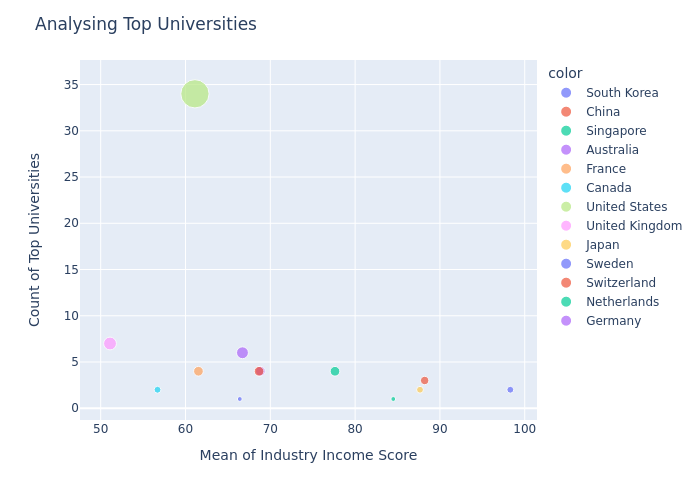 Analysing Top Universities
color
South Korea
China
Singapore
Australia
France
Canada
United States
United Kingdom
Japan
Sweden
Switzerland
Netherlands
Germany
Count of Top Universities
35
30
25
20
15
10
5
0
50 60 70 80 90 100
Mean of Industry Income Score